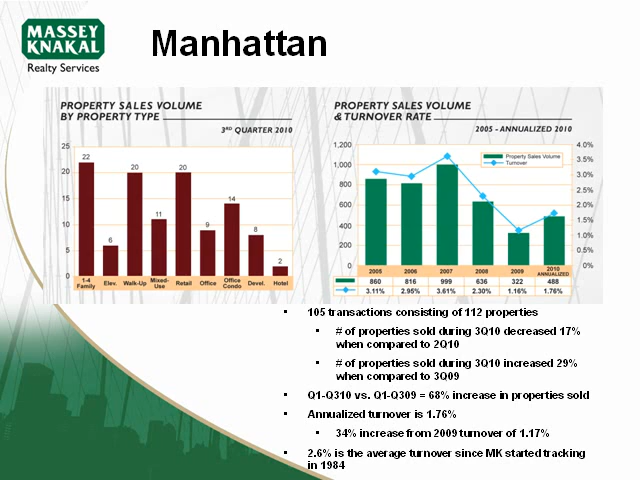 MASSEY
KNAKAL
Realty Services
Manhattan
PROPERTY SALES VOLUME
BY PROPERTY TYPE
3RD QUARTER 2010
25
20
15
10
5
0
22
6
20
11
20
9
14
8
2
1-4 Family
Elev.
Walk-Up
Mixed-Use
Retail
Office
Office Condo
Devel.
Hotel
PROPERTY SALES VOLUME
& TURNOVER RATE
2005 - ANNUALIZED 2010
1,200
1,000
800
600
400
200
0
4.0%
3.5%
3.0%
2.5%
2.0%
1.5%
1.0%
0.5%
0%
Property Sales Volume
Turnover
2005 2006 2007 2008 2009 2010 ANNUALIZED
860 816 999 636 322 488
3.11% 2.95% 3.61% 2.30% 1.16% 1.76%
• 105 transactions consisting of 112 properties
• # of properties sold during 3Q10 decreased 17%
when compared to 2Q10
• # of properties sold during 3Q10 increased 29%
when compared to 3Q09
• Q1-Q310 vs. Q1-Q309 = 68% increase in properties sold
• Annualized turnover is 1.76%
• 34% increase from 2009 turnover of 1.17%
• 2.6% is the average turnover since MK started tracking
in 1984